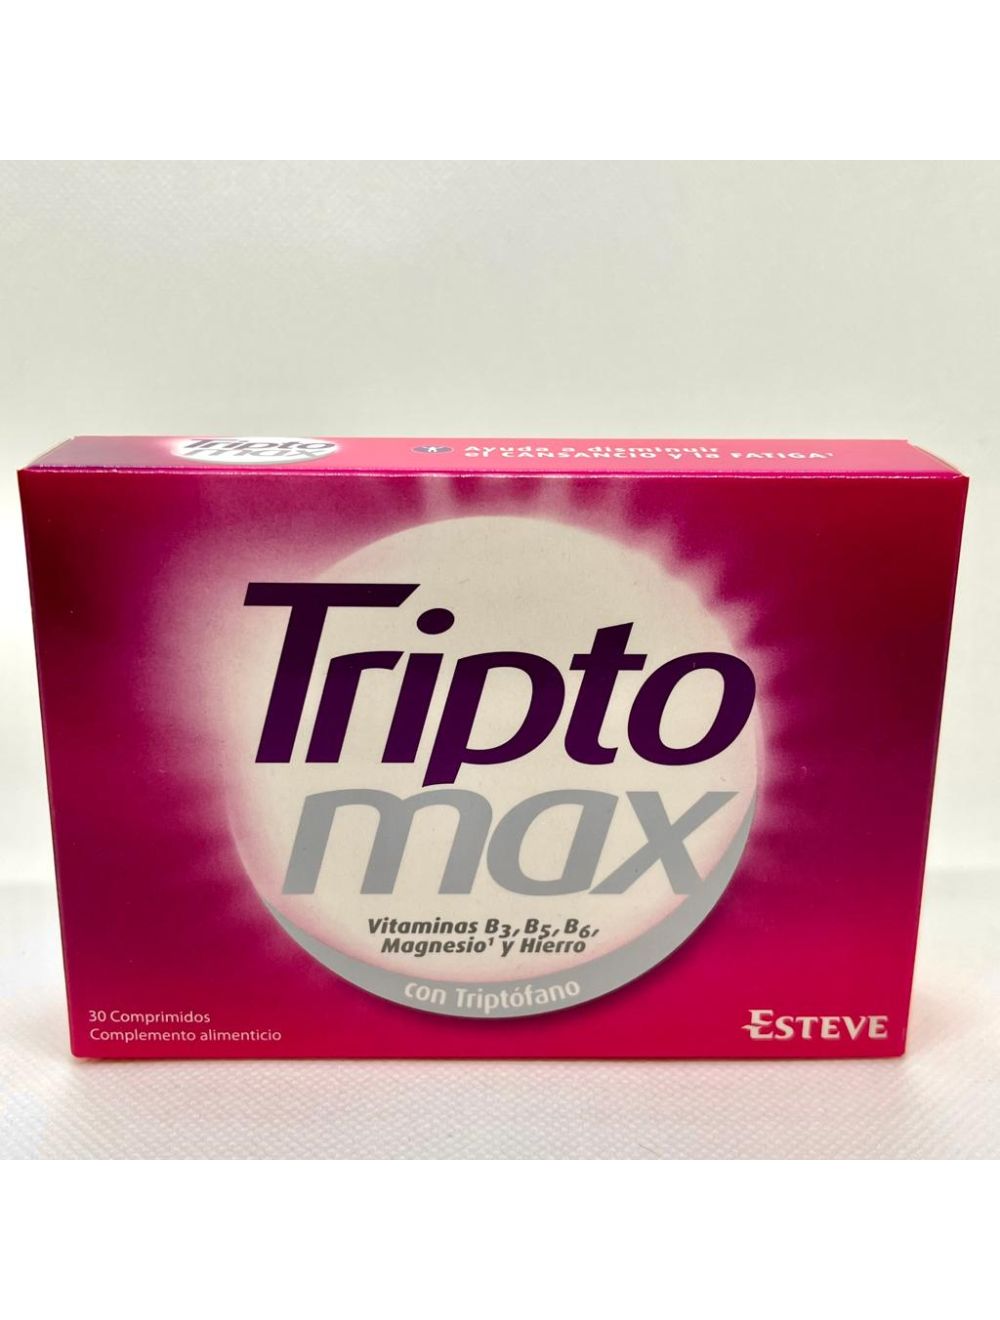 Tripto
max
Ayuda a disminuir
el CANSANCIO y la FATIGA¹
Tripto
max
Vitaminas B3, B5, B6,
Magnesio¹ y Hierro
con Triptófano
30 Comprimidos
Complemento alimenticio
ESTEVE